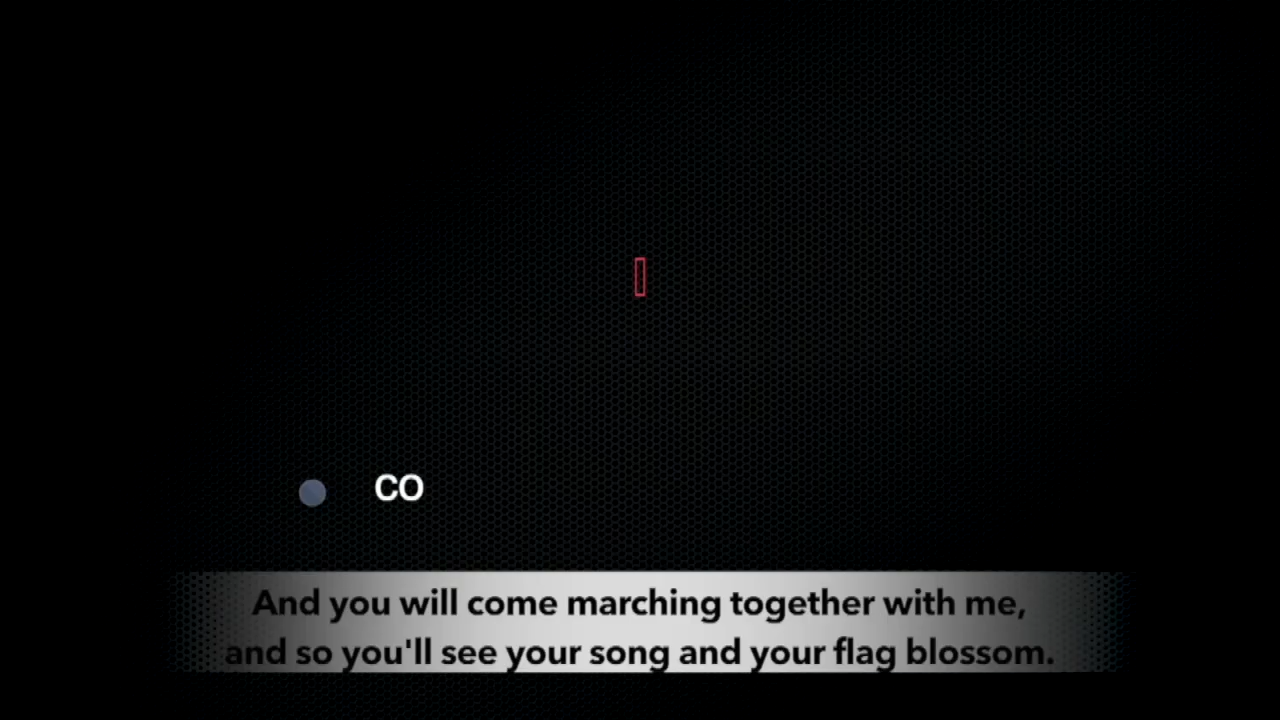 CO
And you will come marching together with me,
and so you'll see your song and your flag blossom.